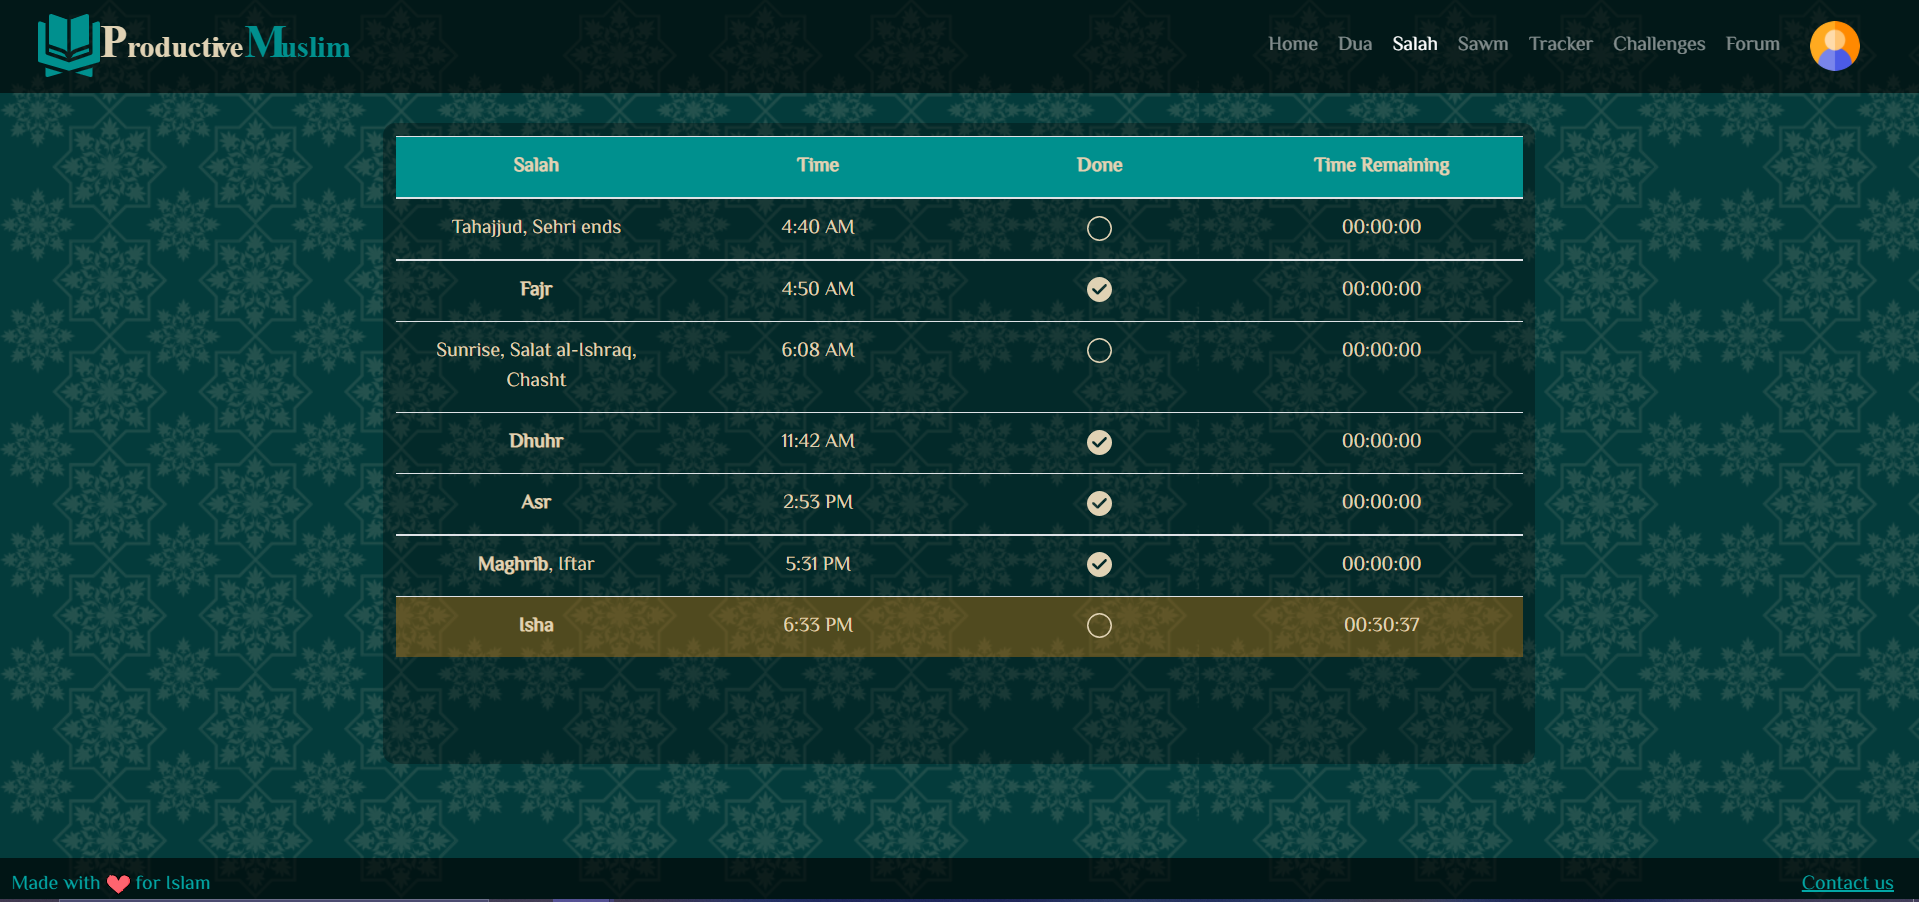 ProductiveMuslim
Home Dua Salah Sawm Tracker Challenges Forum
Salah Time Done Time Remaining
Tahajjud, Sehri ends 4:40 AM 00:00:00
Fajr 4:50 AM 00:00:00
Sunrise, Salat al-Ishraq, 6:08 AM 00:00:00
Chasht
Dhuhr 11:42 AM 00:00:00
Asr 2:53 PM 00:00:00
Maghrib, Iftar 5:31 PM 00:00:00
Isha 6:33 PM 00:30:37
Made with ❤ for Islam
Contact us